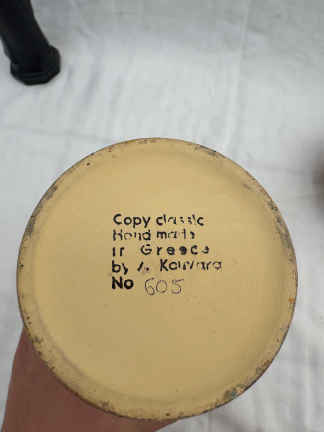 Copy classic
Hand made
in Greece
by A. Kouvara
No 605